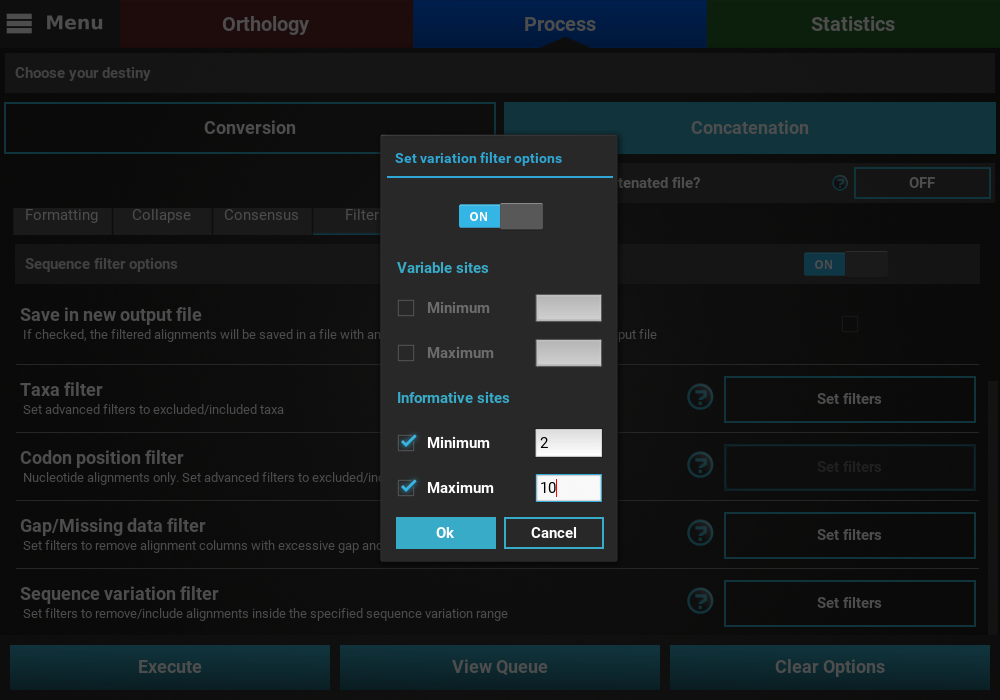 Menu
Orthology
Process
Statistics
Choose your destiny
Conversion
Concatenation
tenated file?
?
OFF
Formatting
Collapse
Consensus
Filter
Sequence filter options
ON
Save in new output file
If checked, the filtered alignments will be saved in a file with an
put file
Taxa filter
Set advanced filters to excluded/included taxa
?
Set filters
Codon position filter
Nucleotide alignments only. Set advanced filters to excluded/in
?
Set filters
Gap/Missing data filter
Set filters to remove alignment columns with excessive gap and
?
Set filters
Sequence variation filter
Set filters to remove/include alignments inside the specified sequence variation range
?
Set filters
Execute
View Queue
Clear Options
Set variation filter options
ON
Variable sites
Minimum
Maximum
Informative sites
Minimum
2
Maximum
10
Ok
Cancel